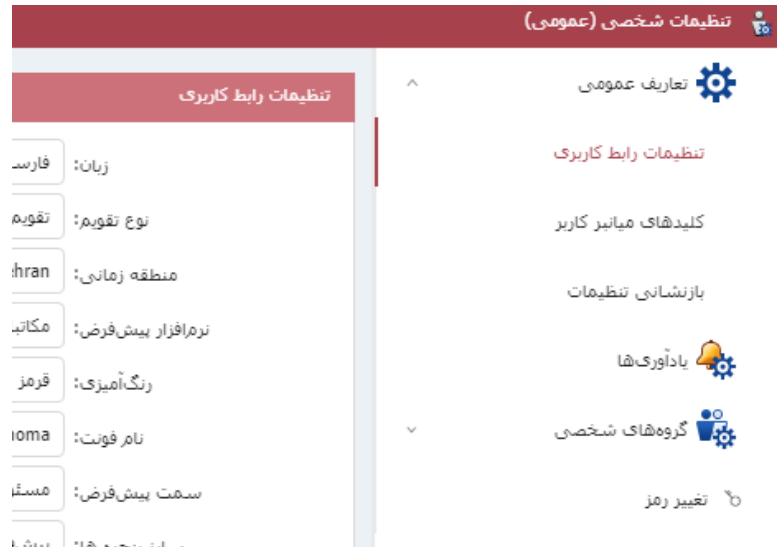 تنظیمات شخصی (عمومی)
تعاریف عمومی
تنظیمات رابط کاربری
کلیدهای میانبر کاربر
بازنشانی تنظیمات
یادآوری‌ها
گروه‌های شخصی
تغییر رمز
تنظیمات رابط کاربری
زبان:
نوع تقویم: تقویم
منطقه زمانی:
نرم‌افزار پیش‌فرض:
رنگ‌آمیزی: قرمز
نام فونت:
سمت پیش‌فرض: